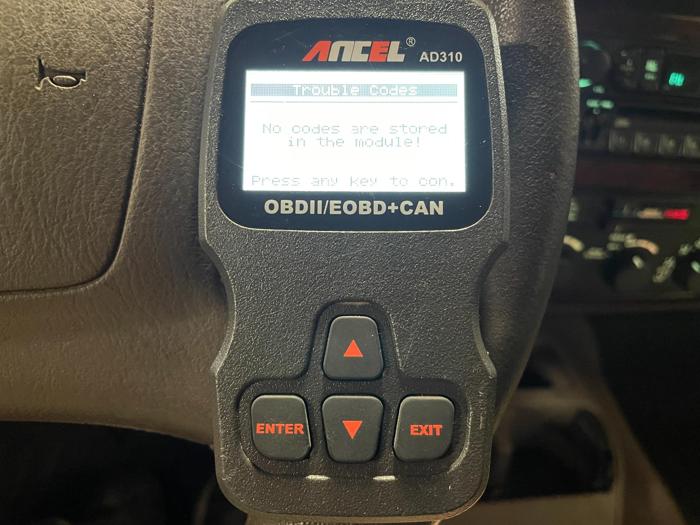 ANCEL® AD310
Trouble Codes
No codes are stored
in the module!
Press any key to con.
OBDII/EOBD+CAN
ENTER
EXIT